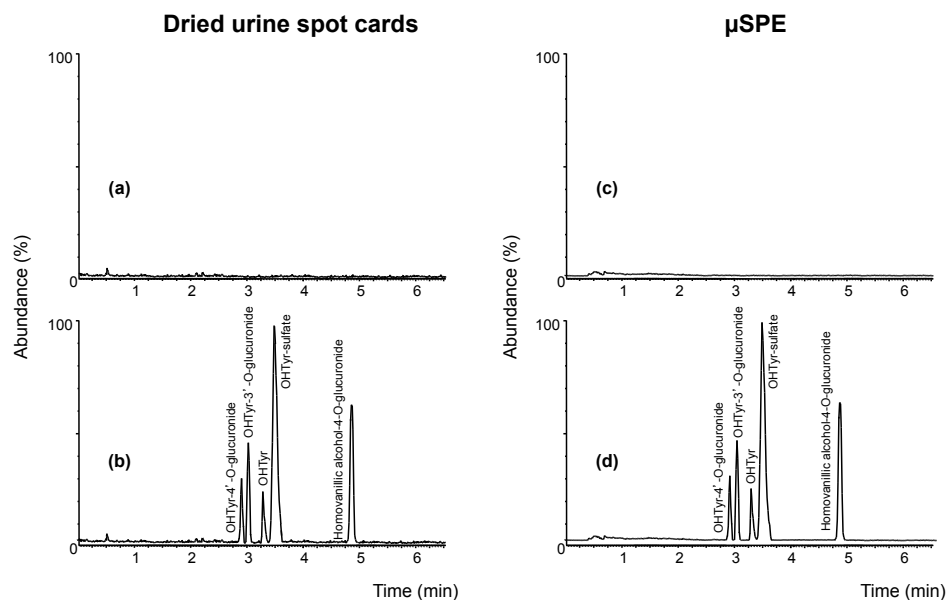 Dried urine spot cards
µSPE
100
(a)
0
1 2 3 4 5 6
100
(c)
0
1 2 3 4 5 6
Abundance (%)
Abundance (%)
100
(b)
OHTyr-4′ -O-glucuronide
OHTyr-3′ -O-glucuronide
OHTyr
OHTyr-sulfate
Homovanillic alcohol-4-O-glucuronide
0
1 2 3 4 5 6
Time (min)
100
(d)
OHTyr-4′ -O-glucuronide
OHTyr-3′ -O-glucuronide
OHTyr
OHTyr-sulfate
Homovanillic alcohol-4-O-glucuronide
0
1 2 3 4 5 6
Time (min)